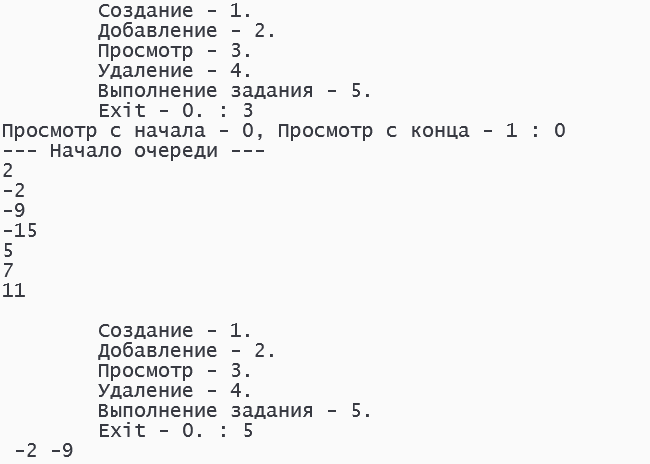 Создание - 1.
Добавление - 2.
Просмотр - 3.
Удаление - 4.
Выполнение задания - 5.
Exit - 0. : 3
Просмотр с начала - 0, Просмотр с конца - 1 : 0
--- Начало очереди ---
2
-2
-9
-15
5
7
11
Создание - 1.
Добавление - 2.
Просмотр - 3.
Удаление - 4.
Выполнение задания - 5.
Exit - 0. : 5
-2 -9